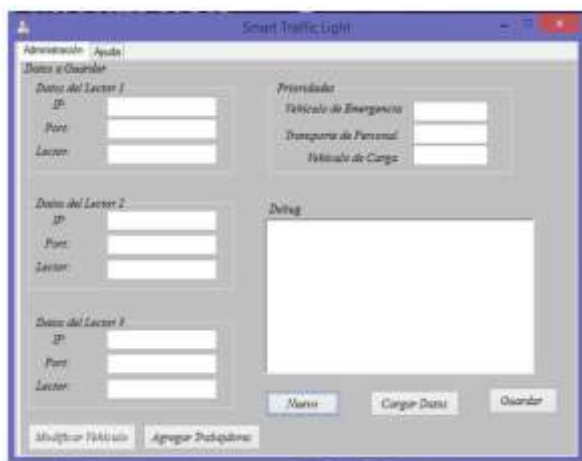 Smart Traffic Light
Administración Ayuda
Datos a Guardar
Datos del Lector 1
IP:
Port:
Lector:
Prioridades
Vehículo de Emergencia
Transporte de Personal
Vehículo de Carga
Datos del Lector 2
IP
Port:
Lector:
Debug
Datos del Lector 3
IP
Port
Lector:
Nuevo
Cargar Datos
Guardar
Modificar Vehículo
Agregar Trabajadores